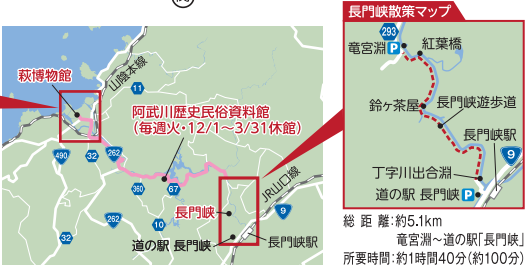 関
萩博物館
山陰本線
11
阿武川歴史民俗資料館
(毎週火・12/1〜3/31休館)
490
32
262
360
67
JR山口線
9
長門峡
262
10
32
道の駅 長門峡
長門峡駅
長門峡散策マップ
293
竜宮淵 P
紅葉橋
鈴ヶ茶屋
長門峡遊歩道
長門峡駅
9
丁字川出合淵
道の駅 長門峡 P
総 距 離:約5.1km
竜宮淵〜道の駅「長門峡」
所要時間:約1時間40分(約100分)